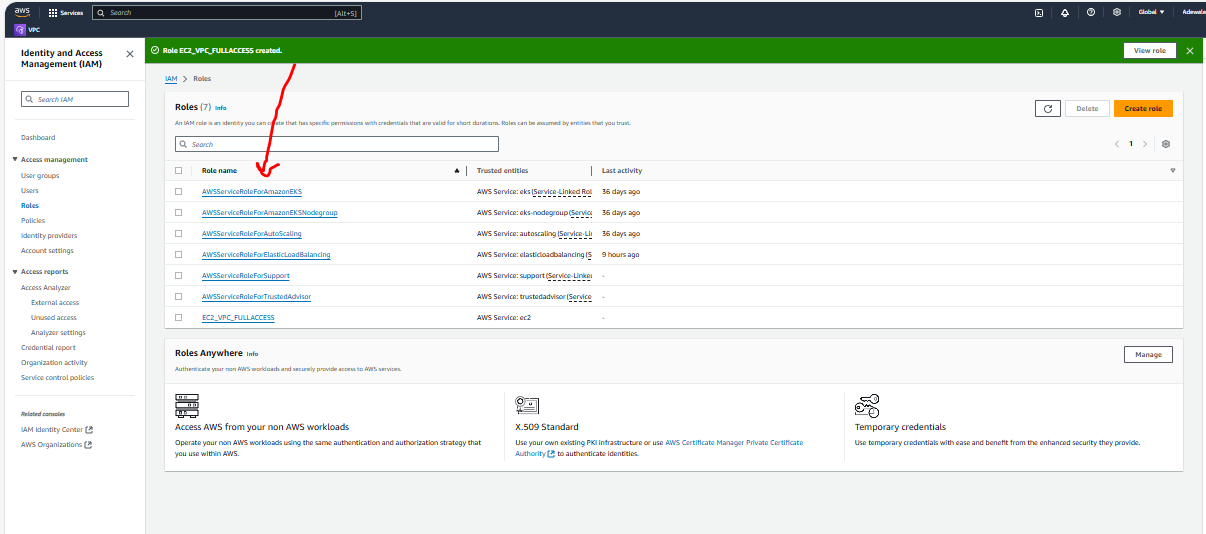 aws
Services
Search
[Alt+S]
Global
Adewale
VPC
Identity and Access
Management (IAM)
Search IAM
Dashboard
Access management
User groups
Users
Roles
Policies
Identity providers
Account settings
Access reports
Access Analyzer
External access
Unused access
Analyzer settings
Credential report
Organization activity
Service control policies
Related consoles
IAM Identity Center
AWS Organizations
Role EC2_VPC_FULLACCESS created.
View role
IAM > Roles
Roles (7) Info
Delete
Create role
An IAM role is an identity you can create that has specific permissions with credentials that are valid for short durations. Roles can be assumed by entities that you trust.
Search
1
Role name
Trusted entities
Last activity
AWSServiceRoleForAmazonEKS
AWS Service: eks (Service-Linked Rol
36 days ago
AWSServiceRoleForAmazonEKSNodegroup
AWS Service: eks-nodegroup (Servic
36 days ago
AWSServiceRoleForAutoScaling
AWS Service: autoscaling (Service-Li
36 days ago
AWSServiceRoleForElasticLoadBalancing
AWS Service: elasticloadbalancing (S
9 hours ago
AWSServiceRoleForSupport
AWS Service: support (Service-Linke
-
AWSServiceRoleForTrustedAdvisor
AWS Service: trustedadvisor (Service
-
EC2_VPC_FULLACCESS
AWS Service: ec2
-
Roles Anywhere Info
Manage
Authenticate your non AWS workloads and securely provide access to AWS services.
Access AWS from your non AWS workloads
Operate your non AWS workloads using the same authentication and authorization strategy that
you use within AWS.
X.509 Standard
Use your own existing PKI infrastructure or use AWS Certificate Manager Private Certificate
Authority to authenticate identities.
Temporary credentials
Use temporary credentials with ease and benefit from the enhanced security they provide.